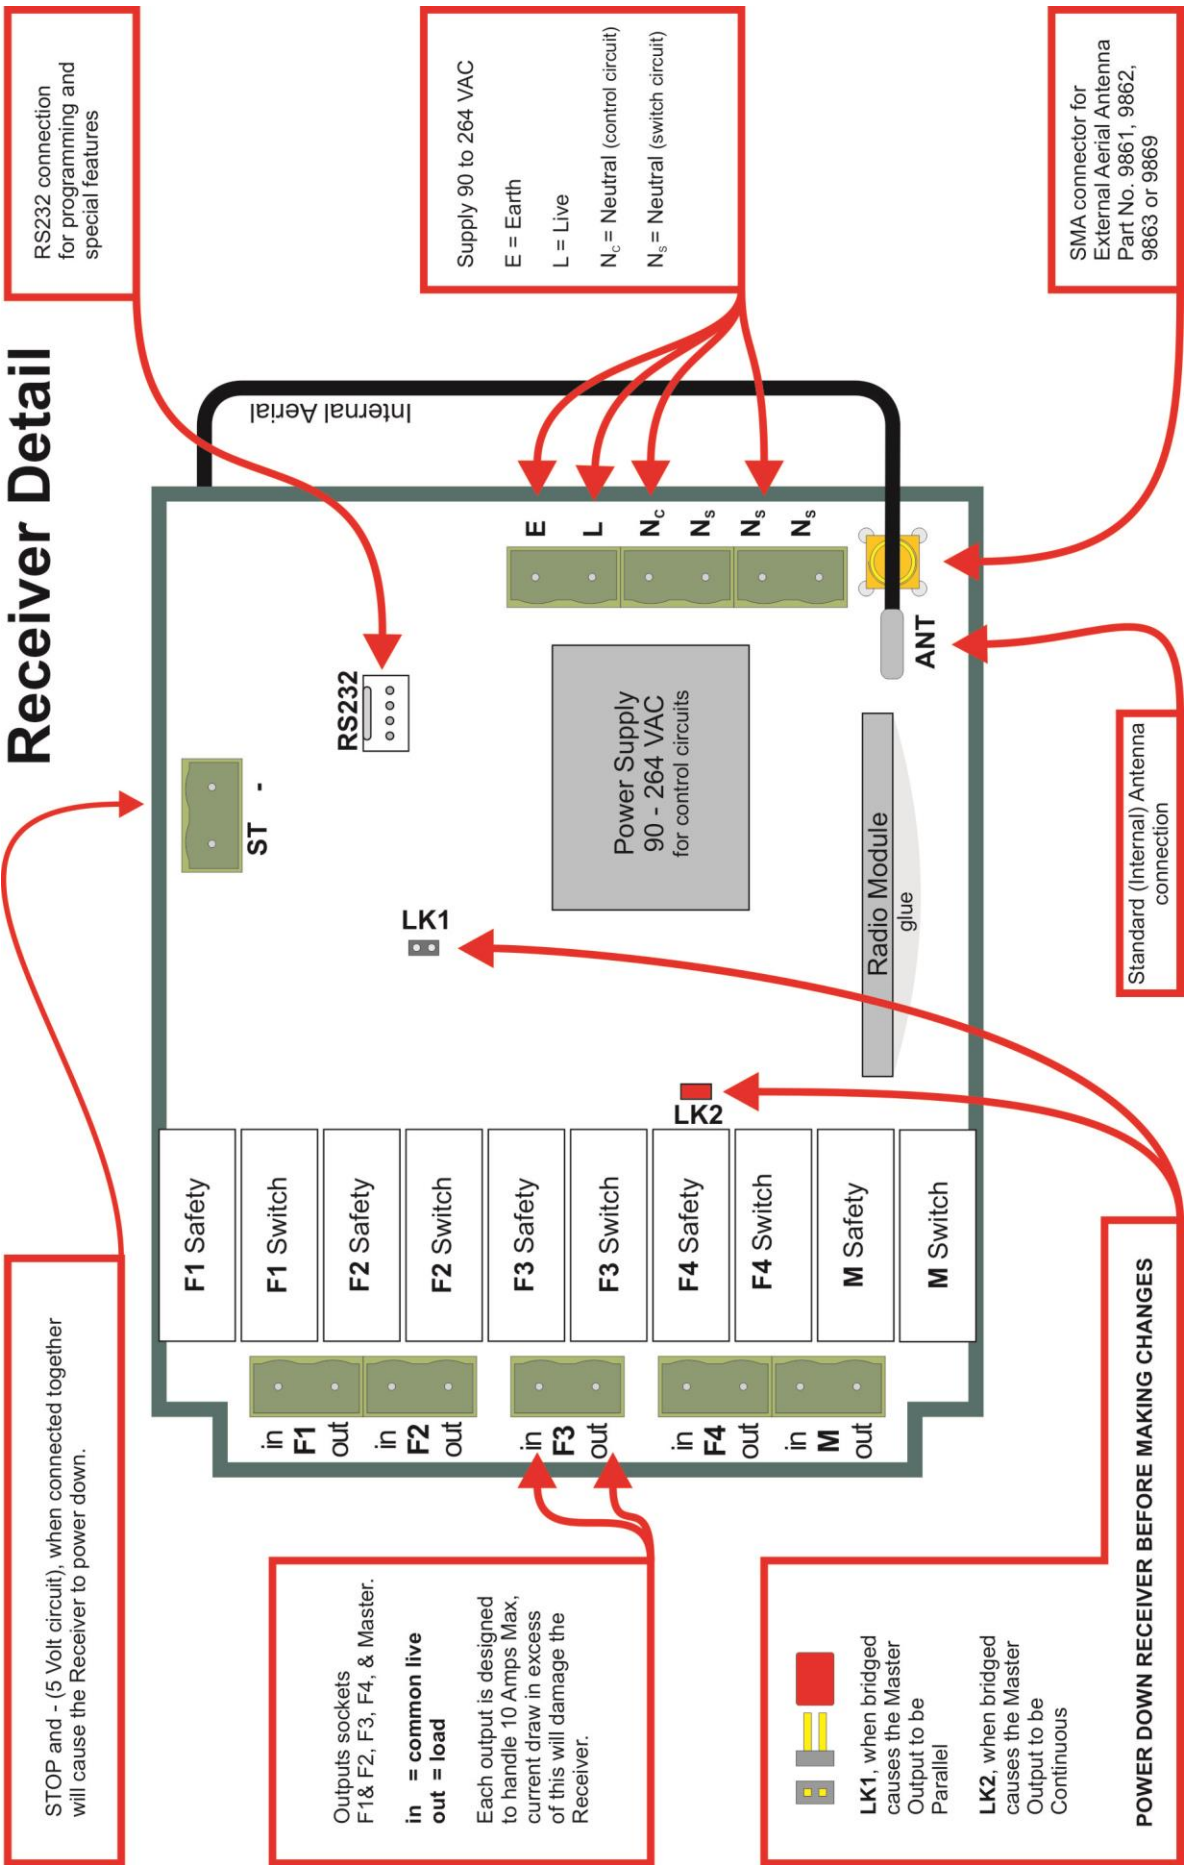 Receiver Detail
STOP and - (5 Volt circuit), when connected together
will cause the Receiver to power down.
RS232 connection
for programming and
special features
Outputs sockets
F1& F2, F3, F4, & Master.
in = common live
out = load
Each output is designed
to handle 10 Amps Max,
current draw in excess
of this will damage the
Receiver.
Supply 90 to 264 VAC
E = Earth
L = Live
Nc = Neutral (control circuit)
Ns = Neutral (switch circuit)
LK1, when bridged
causes the Master
Output to be
Parallel
LK2, when bridged
causes the Master
Output to be
Continuous
POWER DOWN RECEIVER BEFORE MAKING CHANGES
Standard (Internal) Antenna
connection
SMA connector for
External Aerial Antenna
Part No. 9861, 9862,
9863 or 9869
ST -
RS232
Internal Aerial
LK1
LK2
F1 Safety
F1 Switch
F2 Safety
F2 Switch
F3 Safety
F3 Switch
F4 Safety
F4 Switch
M Safety
M Switch
in
F1
out
in
F2
out
in
F3
out
in
F4
out
in
M
out
E
L
Nc
Ns
Ns
Ns
Power Supply
90 - 264 VAC
for control circuits
Radio Module
glue
ANT